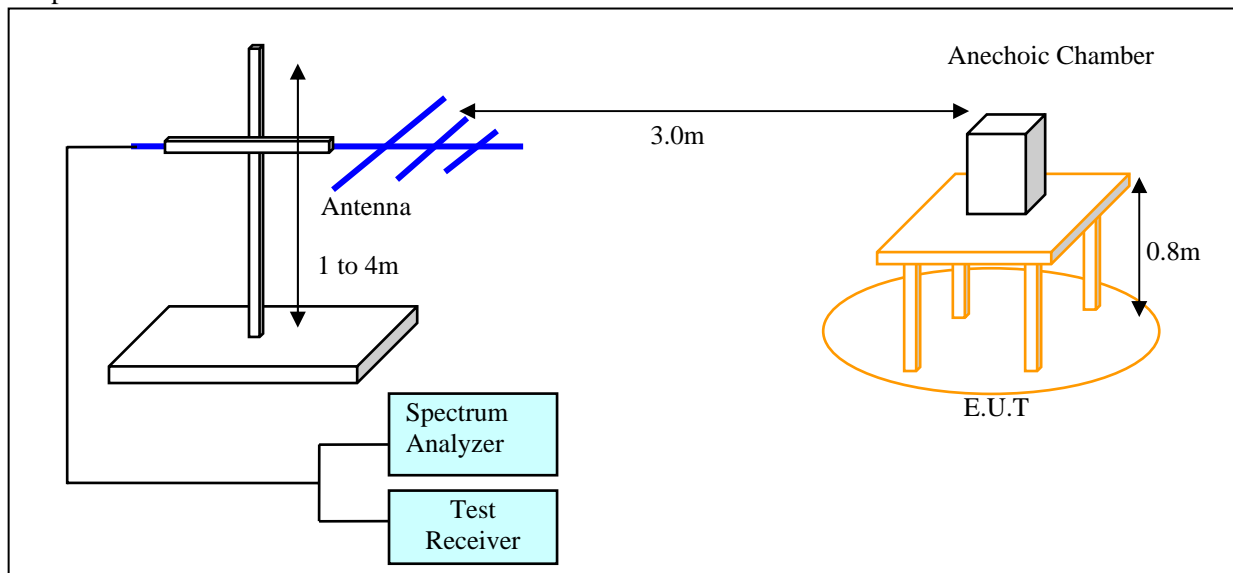 Anechoic Chamber
3.0m
Antenna
1 to 4m
0.8m
E.U.T
Spectrum
Analyzer
Test
Receiver